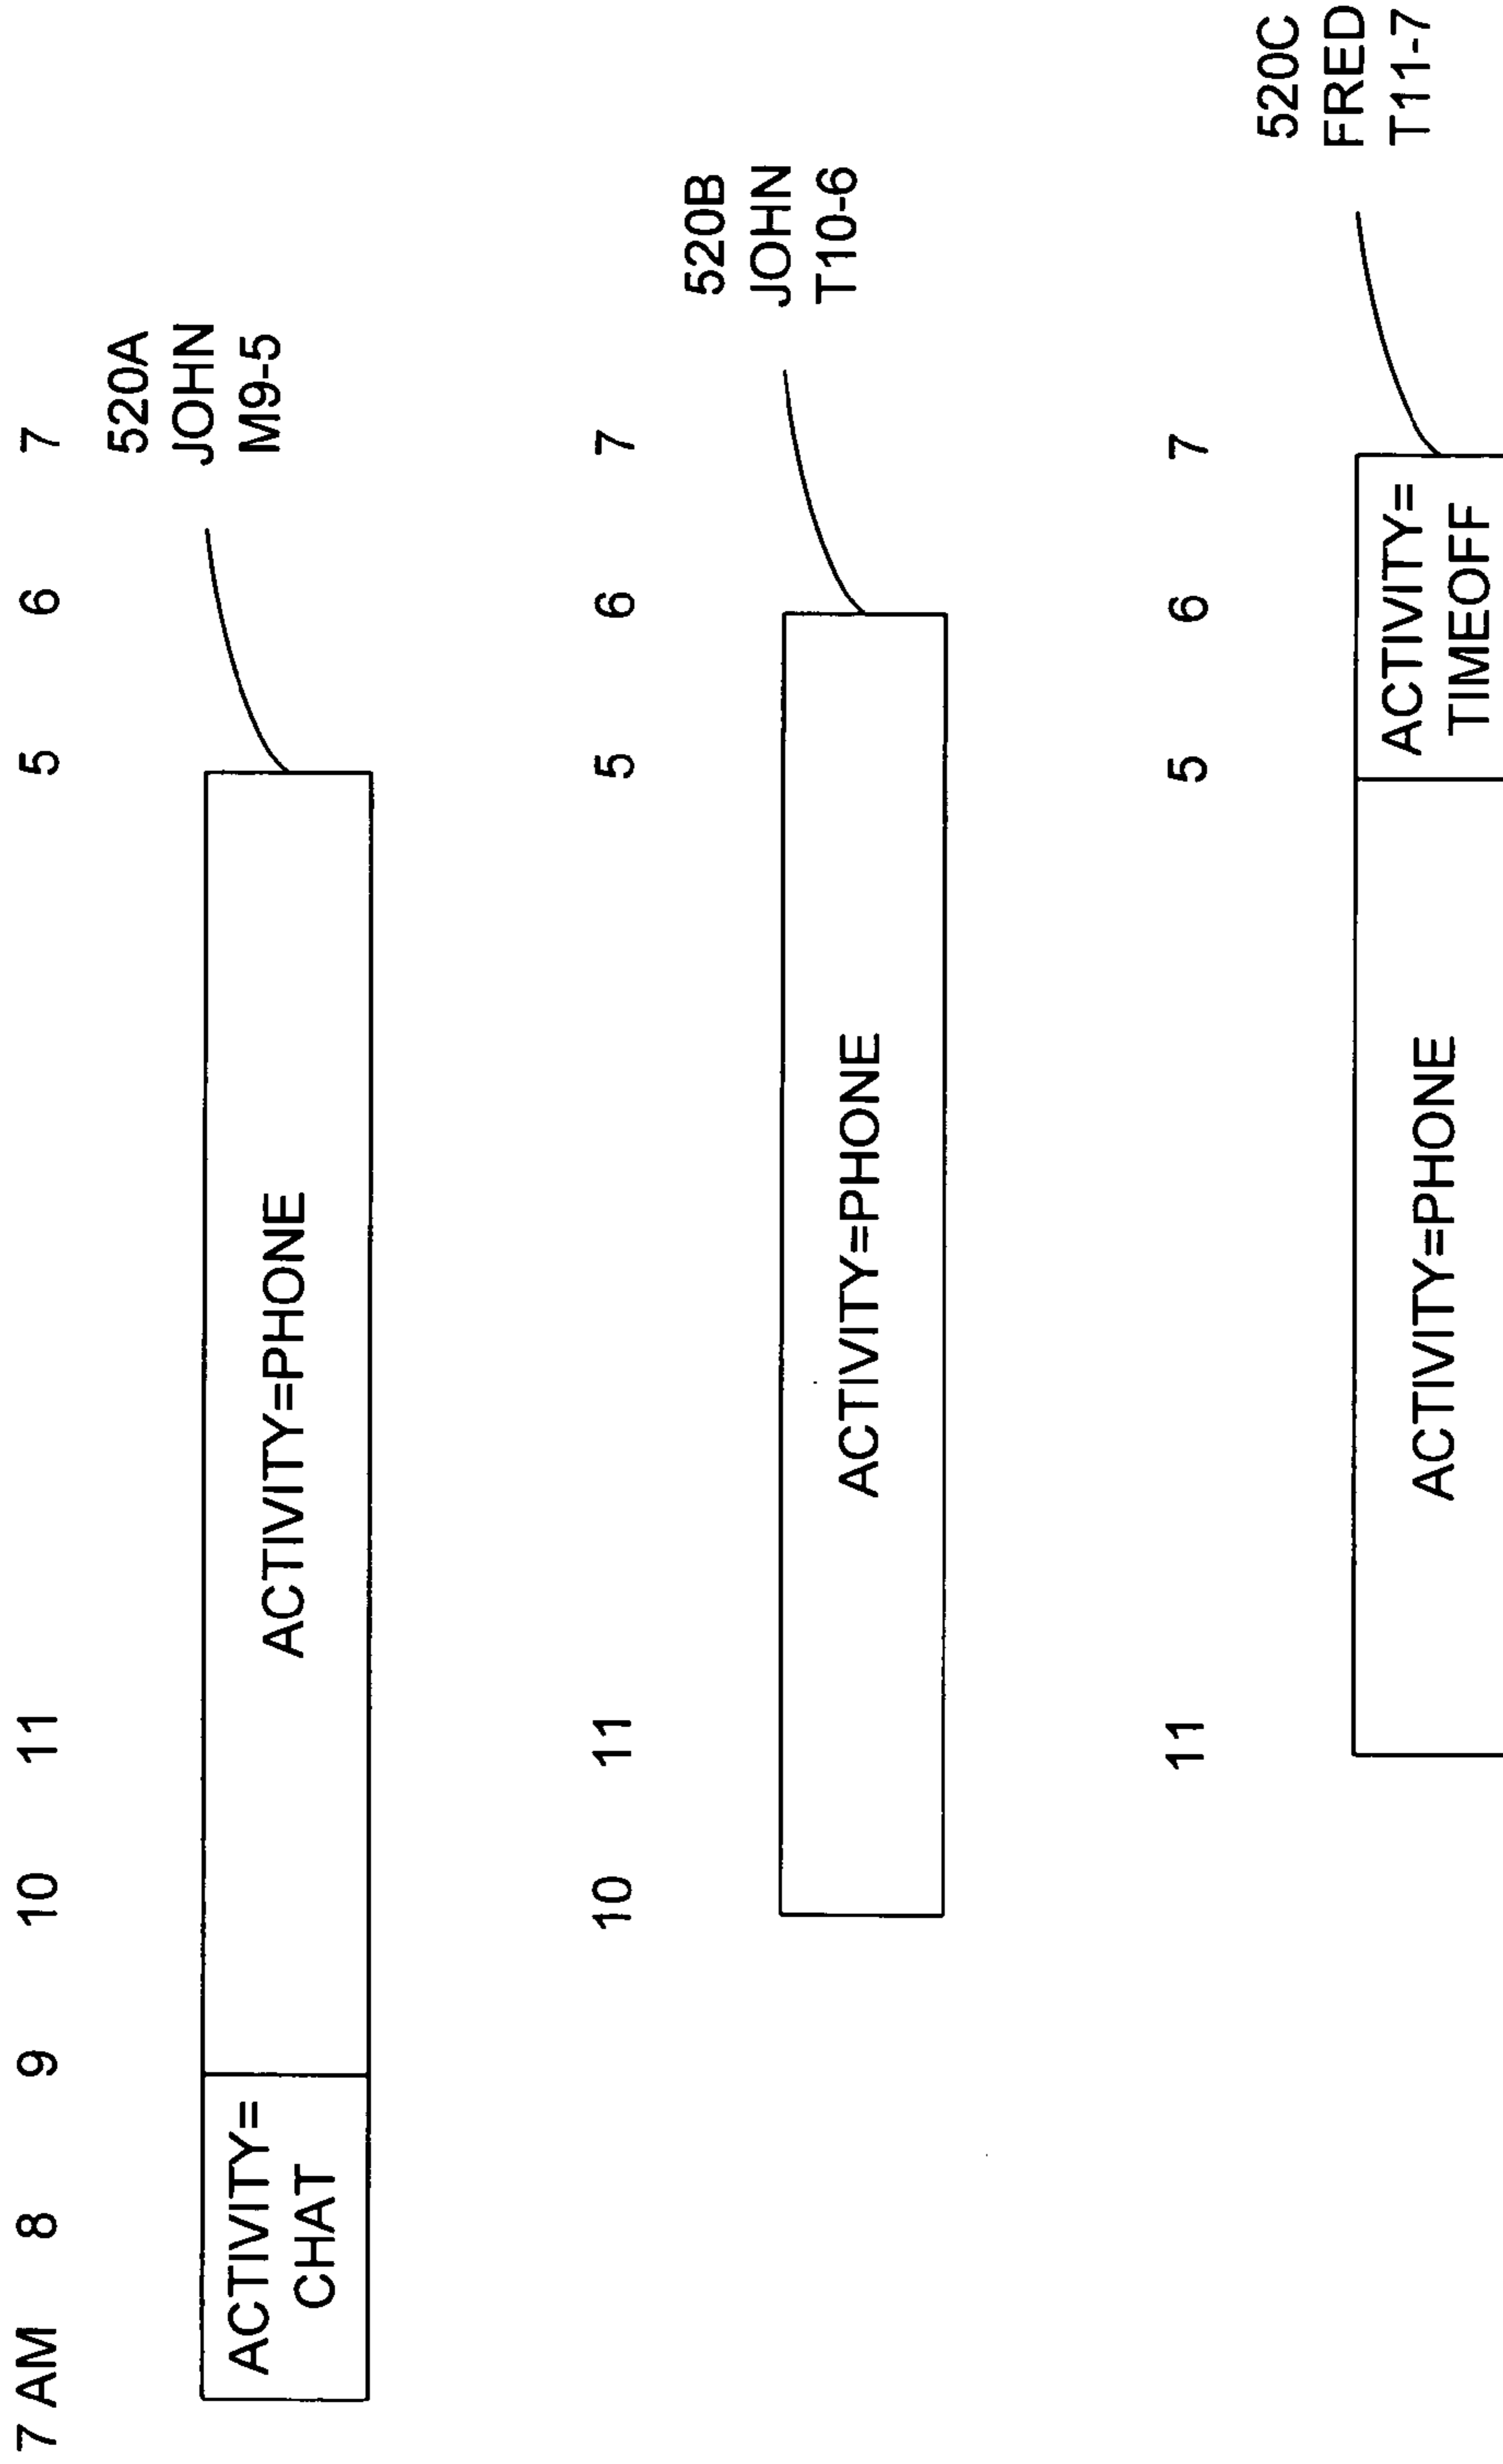 7 AM 8 9 10 11 5 6 7
520A
JOHN
M9-5
ACTIVITY=
CHAT
ACTIVITY=PHONE
10 11 5 6 7
520B
JOHN
T10-6
ACTIVITY=PHONE
11 5 6 7
520C
FRED
T11-7
ACTIVITY=PHONE
ACTIVITY=
TIMEOFF